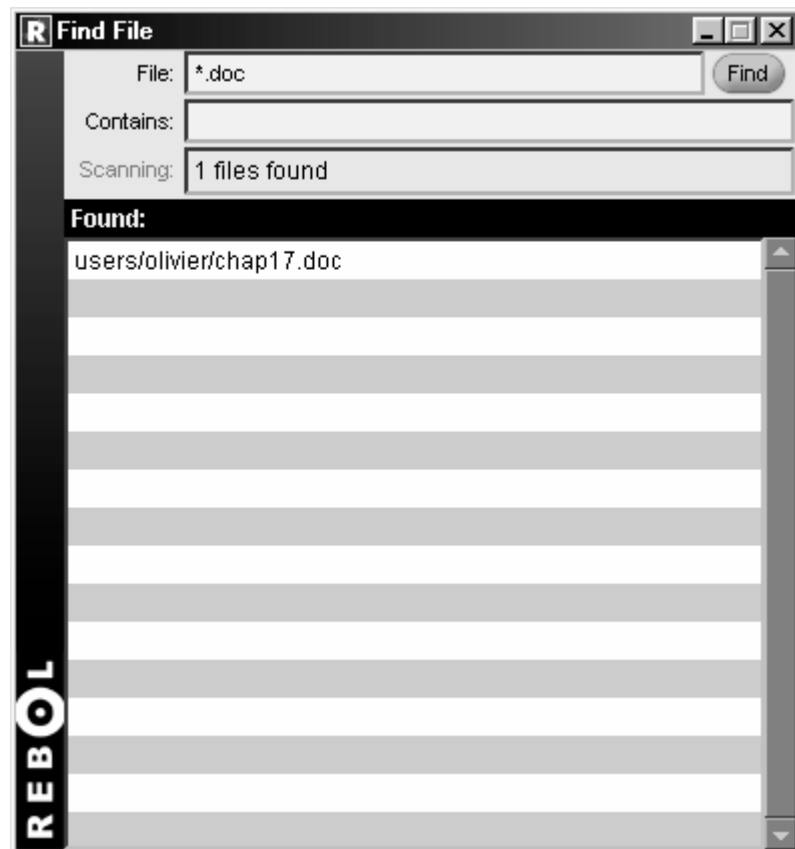 R Find File
File: *.doc Find
Contains:
Scanning: 1 files found
Found:
users/olivier/chap17.doc
REBOL